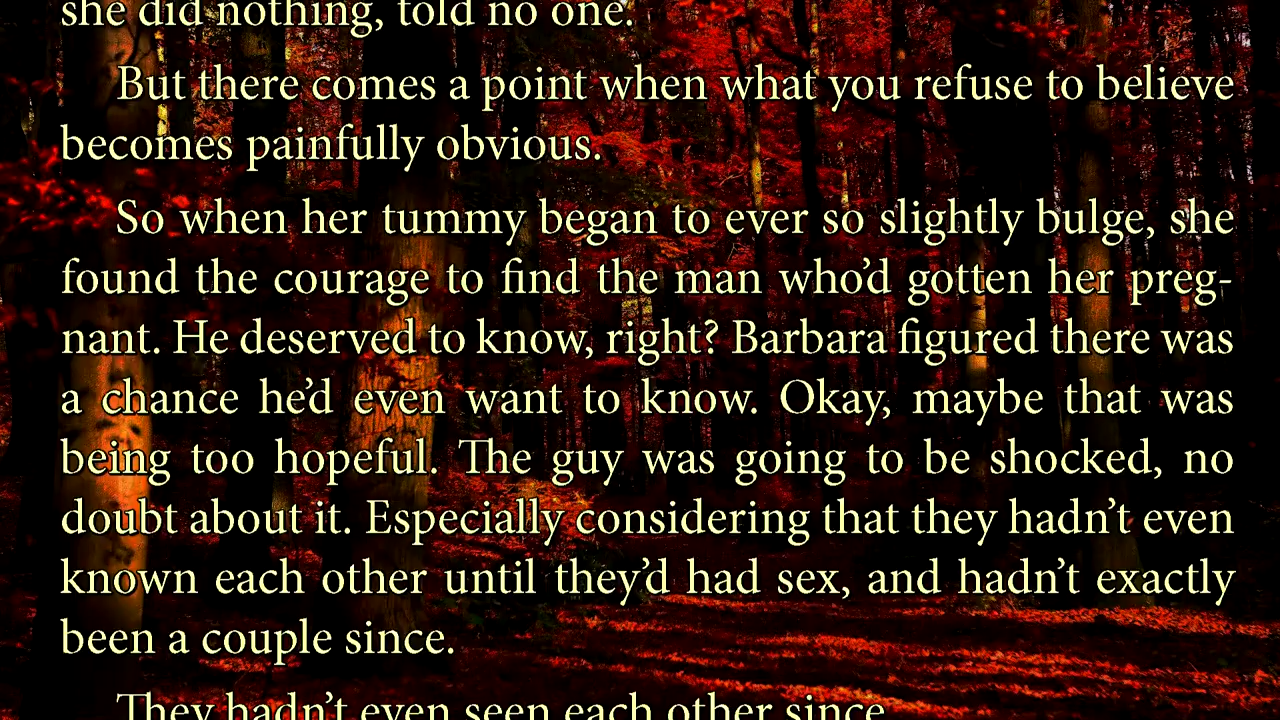 she did nothing, told no one.
But there comes a point when what you refuse to believe
becomes painfully obvious.
So when her tummy began to ever so slightly bulge, she
found the courage to find the man who’d gotten her preg-
nant. He deserved to know, right? Barbara figured there was
a chance he’d even want to know. Okay, maybe that was
being too hopeful. The guy was going to be shocked, no
doubt about it. Especially considering that they hadn’t even
known each other until they’d had sex, and hadn’t exactly
been a couple since.
They hadn’t even seen each other since